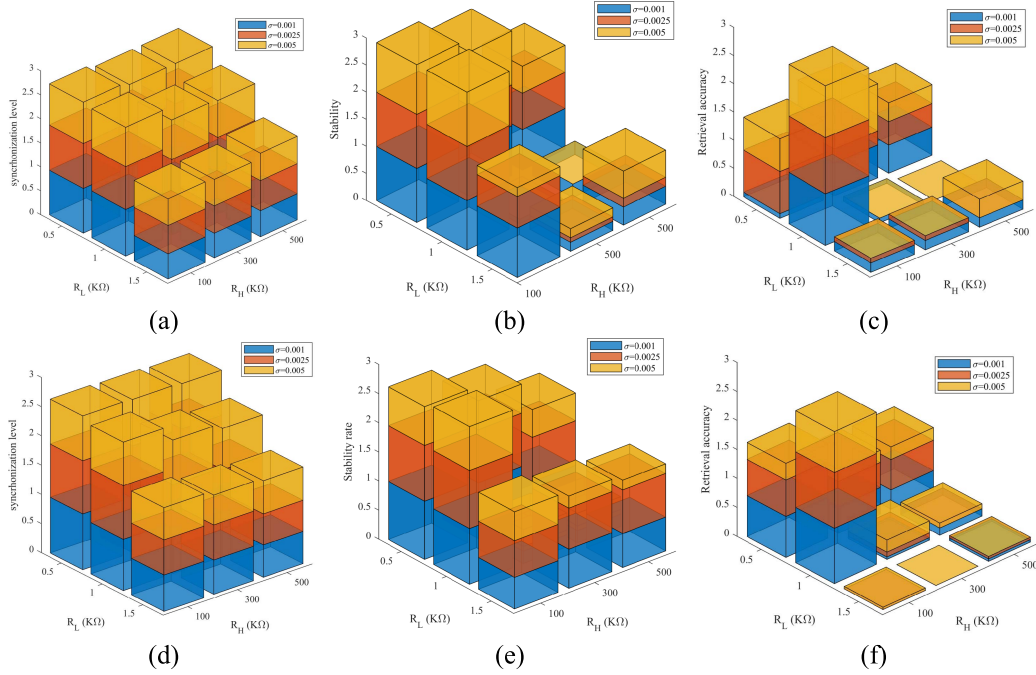 σ=0.001
σ=0.0025
σ=0.005
3
2.5
2
1.5
1
0.5
0
syncrhonization level
0.5
1
1.5
R_L (KΩ)
100
300
500
R_H (KΩ)
(a)
σ=0.001
σ=0.0025
σ=0.005
3
2.5
2
1.5
1
0.5
0
Stability
0.5
1
1.5
R_L (KΩ)
100
500
500
R_H (KΩ)
(b)
σ=0.001
σ=0.0025
σ=0.005
3
2.5
2
1.5
1
0.5
0
Retrieval accuracy
0.5
1
1.5
R_L (KΩ)
100
300
500
R_H (KΩ)
(c)
σ=0.001
σ=0.0025
σ=0.005
3
2.5
2
1.5
1
0.5
0
syncrhonization level
0.5
1
1.5
R_L (KΩ)
100
300
500
R_H (KΩ)
(d)
σ=0.001
σ=0.0025
σ=0.005
3
2.5
2
1.5
1
0.5
0
Stability rate
0.5
1
1.5
R_L (KΩ)
100
300
500
R_H (KΩ)
(e)
σ=0.001
σ=0.0025
σ=0.005
3
2.5
2
1.5
1
0.5
0
Retrieval accuracy
0.5
1
1.5
R_L (KΩ)
100
300
500
R_H (KΩ)
(f)